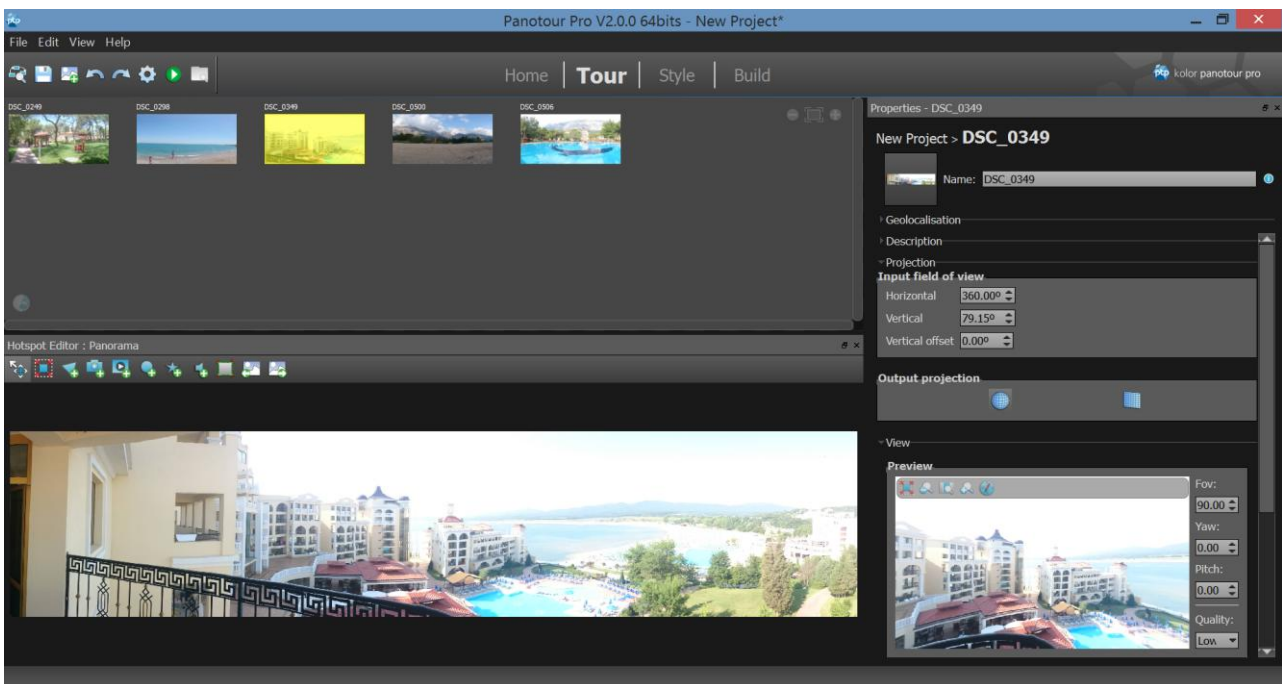 Panotour Pro V2.0.0 64bits - New Project*
File Edit View Help
Home Tour Style Build
kolor panotour pro
DSC_0249 DSC_0298 DSC_0349 DSC_0500 DSC_0506
Properties - DSC_0349
New Project > DSC_0349
Name: DSC_0349
Geolocalisation
Description
Projection
Input field of view
Horizontal 360.00º
Vertical 79.15º
Vertical offset 0.00º
Output projection
View
Preview
Fov:
90.00
Yaw:
0.00
Pitch:
0.00
Quality:
Low
Hotspot Editor : Panorama